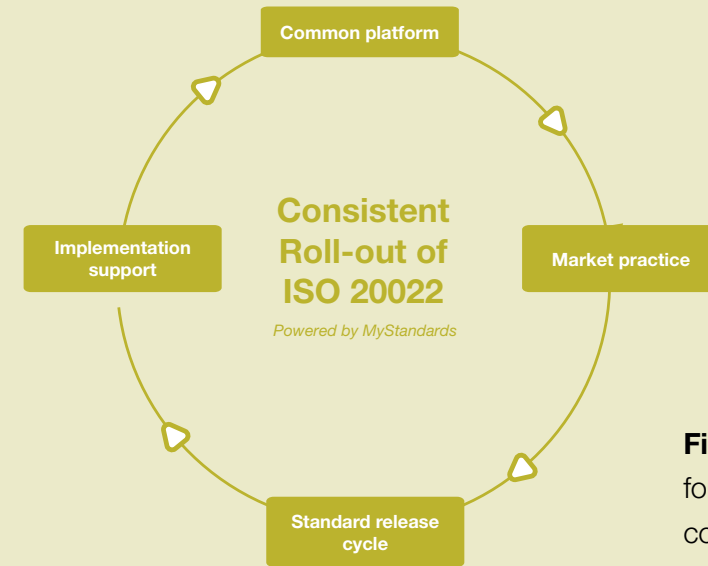 Common platform
Consistent
Roll-out of
ISO 20022
Powered by MyStandards
Implementation
support
Market practice
Standard release
cycle